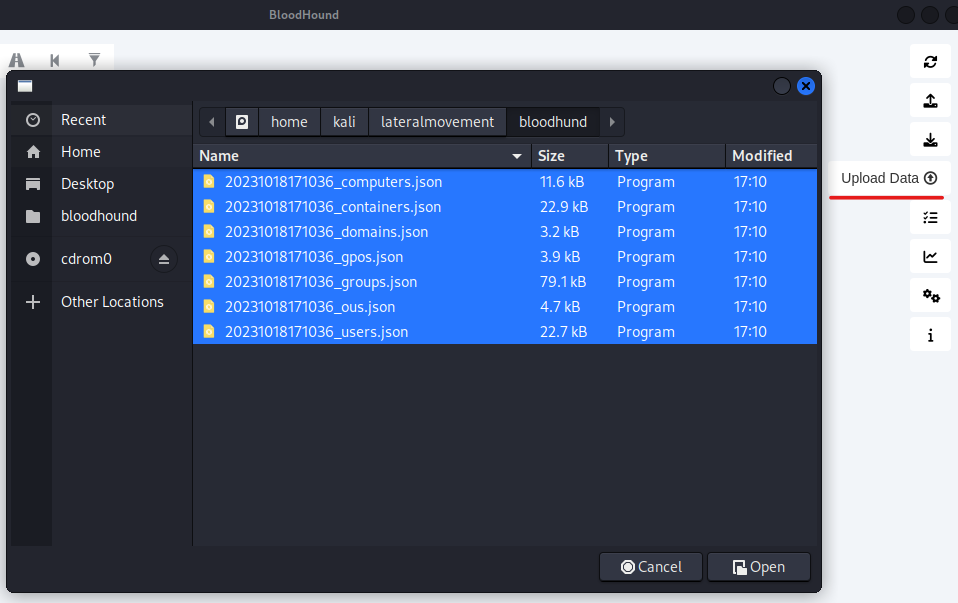 BloodHound
Recent
Home
Desktop
bloodhound
cdrom0
Other Locations
home kali lateralmovement bloodhund
Name Size Type Modified
20231018171036_computers.json 11.6 kB Program 17:10
20231018171036_containers.json 22.9 kB Program 17:10
20231018171036_domains.json 3.2 kB Program 17:10
20231018171036_gpos.json 3.9 kB Program 17:10
20231018171036_groups.json 79.1 kB Program 17:10
20231018171036_ous.json 4.7 kB Program 17:10
20231018171036_users.json 22.7 kB Program 17:10
Cancel Open
Upload Data